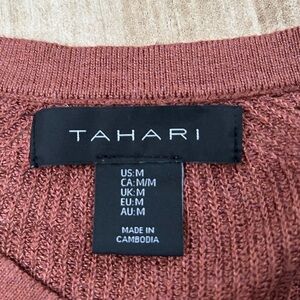 TAHARI
US:M
CA:M/M
UK:M
EU:M
AU:M
MADE IN
CAMBODIA